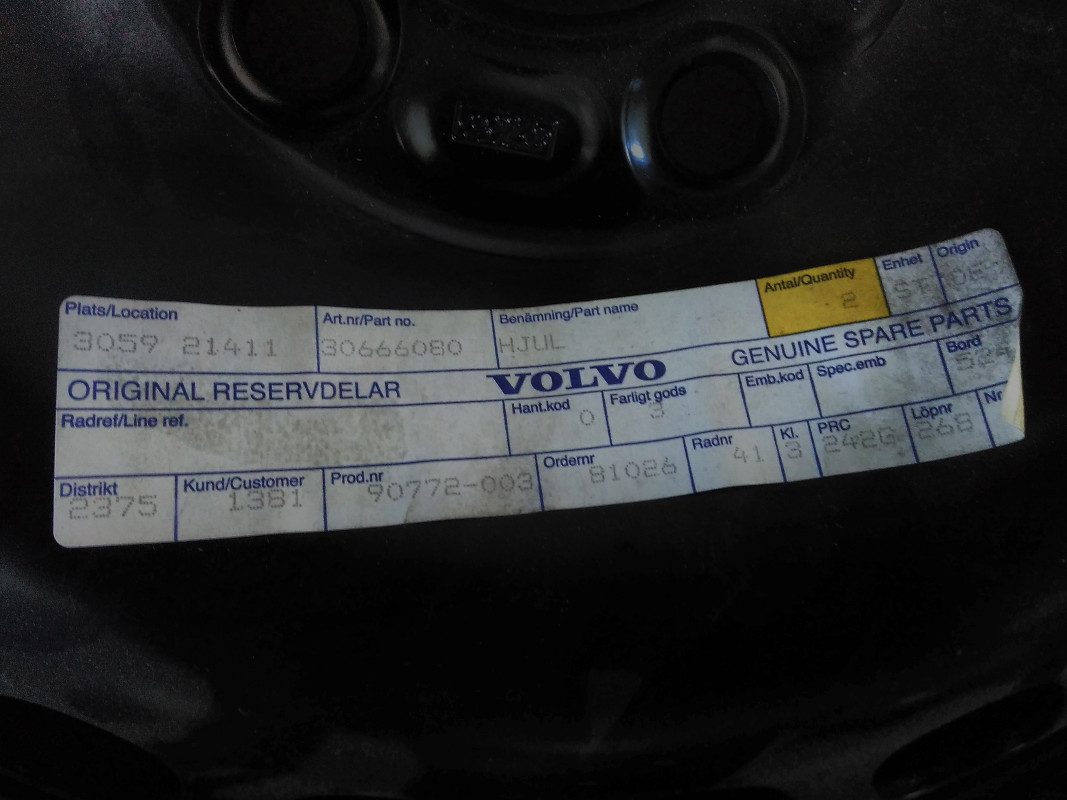 Plats/Location Art.nr/Part no. Benämning/Part name Antal/Quantity Enhet Origin
3059 21411 30666080 HJUL 2 ST DE
ORIGINAL RESERVDELAR VOLVO GENUINE SPARE PARTS
Radref/Line ref. Hant.kod Farligt gods Emb.kod Spec.emb Bord
0 3
Distrikt Kund/Customer Prod.nr Ordernr Radnr Kl. PRC Löpnr Nr
2375 1381 90772-003 81026 41 3 242G 268